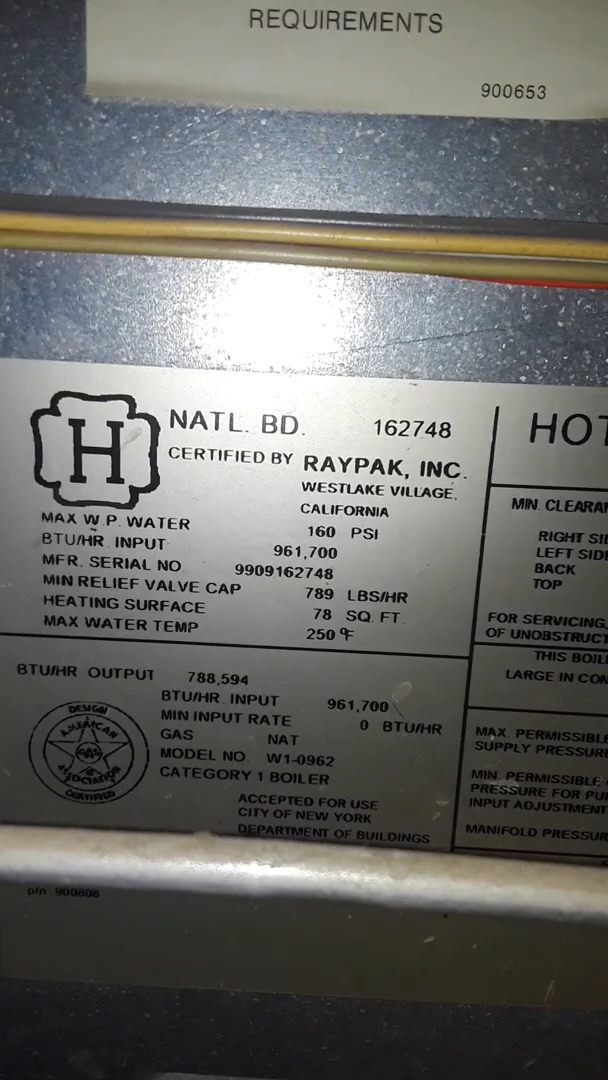 REQUIREMENTS
900653
H
NATL. BD. 162748
CERTIFIED BY RAYPAK, INC.
WESTLAKE VILLAGE,
CALIFORNIA
MAX W.P. WATER 160 PSI
BTU/HR. INPUT 961,700
MFR. SERIAL NO. 9909162748
MIN RELIEF VALVE CAP 789 LBS/HR
HEATING SURFACE 78 SQ. FT.
MAX WATER TEMP 250 °F
BTU/HR OUTPUT 788,594
BTU/HR. INPUT 961,700
MIN INPUT RATE 0 BTU/HR
GAS NAT
MODEL NO. W1-0962
CATEGORY 1 BOILER
ACCEPTED FOR USE
CITY OF NEW YORK
DEPARTMENT OF BUILDINGS
DESIGN
AMERICAN
GAS
ASSOCIATION
CERTIFIED
HOT
MIN. CLEARAN
RIGHT SID
LEFT SIDE
BACK
TOP
FOR SERVICING,
OF UNOBSTRUCT
THIS BOIL
LARGE IN COM
MAX. PERMISSIBLE
SUPPLY PRESSUR
MIN. PERMISSIBLE
PRESSURE FOR PU
INPUT ADJUSTMENT
MANIFOLD PRESSUR
p/n 900806